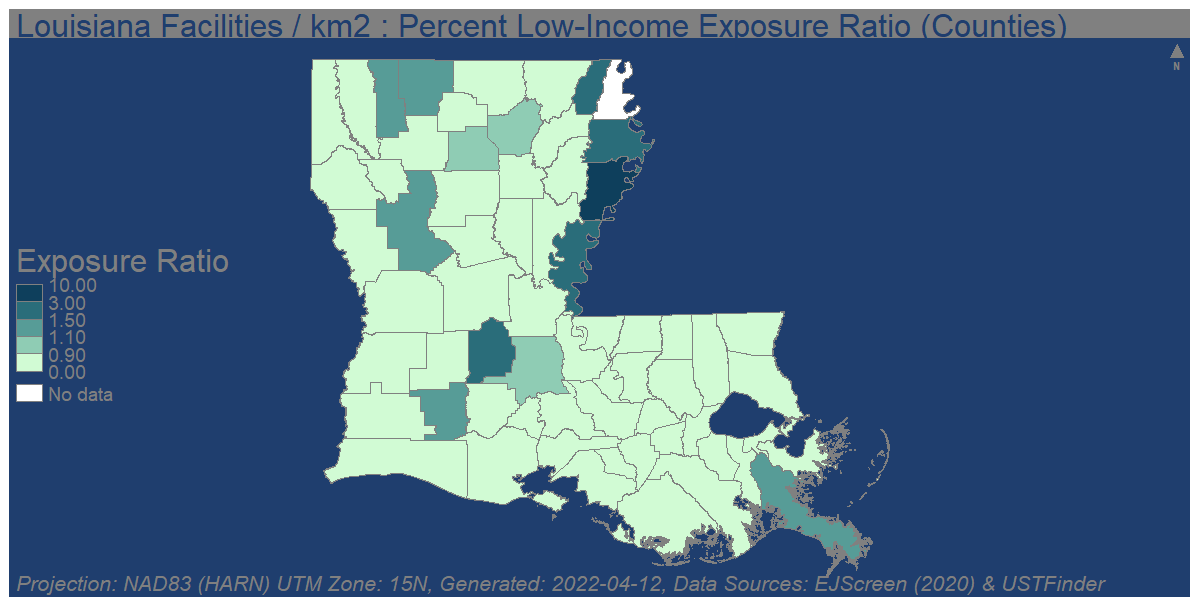 Louisiana Facilities / km2 : Percent Low-Income Exposure Ratio (Counties)
N
Exposure Ratio
10.00
3.00
1.50
1.10
0.90
0.00
No data
Projection: NAD83 (HARN) UTM Zone: 15N, Generated: 2022-04-12, Data Sources: EJScreen (2020) & USTFinder